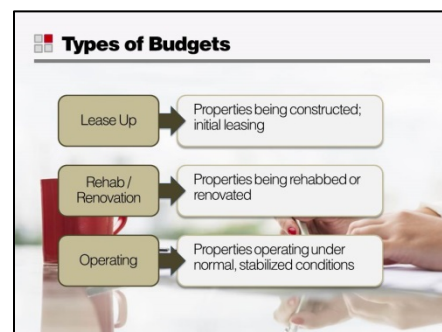 Types of Budgets
Lease Up
Properties being constructed;
initial leasing
Rehab /
Renovation
Properties being rehabbed or
renovated
Operating
Properties operating under
normal, stabilized conditions